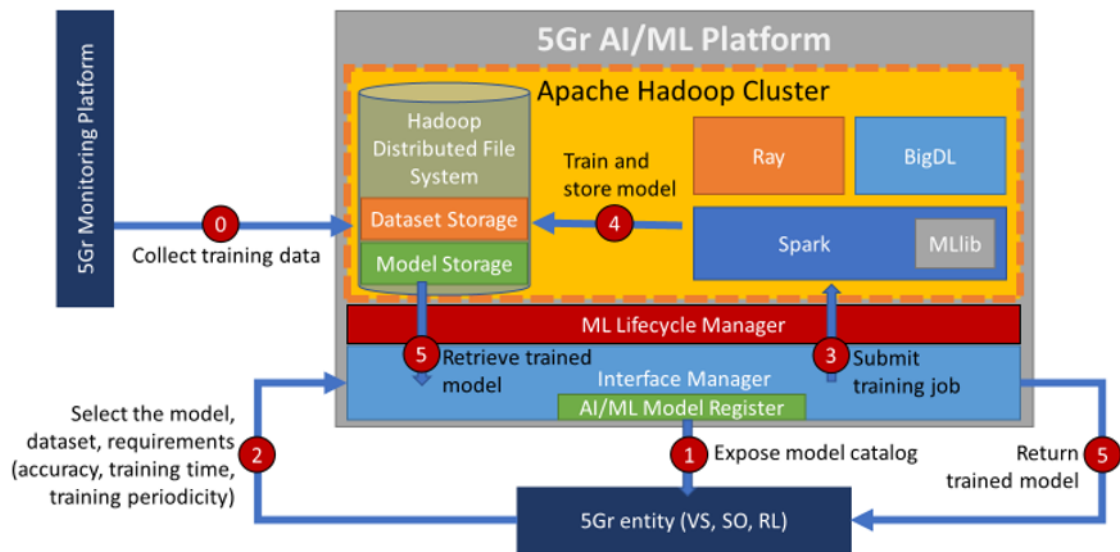 5Gr Monitoring Platform
5Gr AI/ML Platform
Apache Hadoop Cluster
Hadoop
Distributed File
System
Dataset Storage
Model Storage
Train and
store model
4
Ray
BigDL
Spark
MLlib
0
Collect training data
ML Lifecycle Manager
5
Retrieve trained
model
3
Submit
training job
Interface Manager
AI/ML Model Register
Select the model,
dataset, requirements
(accuracy, training time,
training periodicity)
2
1
Expose model catalog
5
Return
trained model
5Gr entity (VS, SO, RL)